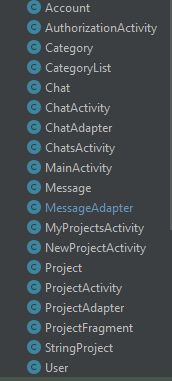 Account
AuthorizationActivity
Category
CategoryList
Chat
ChatActivity
ChatAdapter
ChatsActivity
MainActivity
Message
MessageAdapter
MyProjectsActivity
NewProjectActivity
Project
ProjectActivity
ProjectAdapter
ProjectFragment
StringProject
User